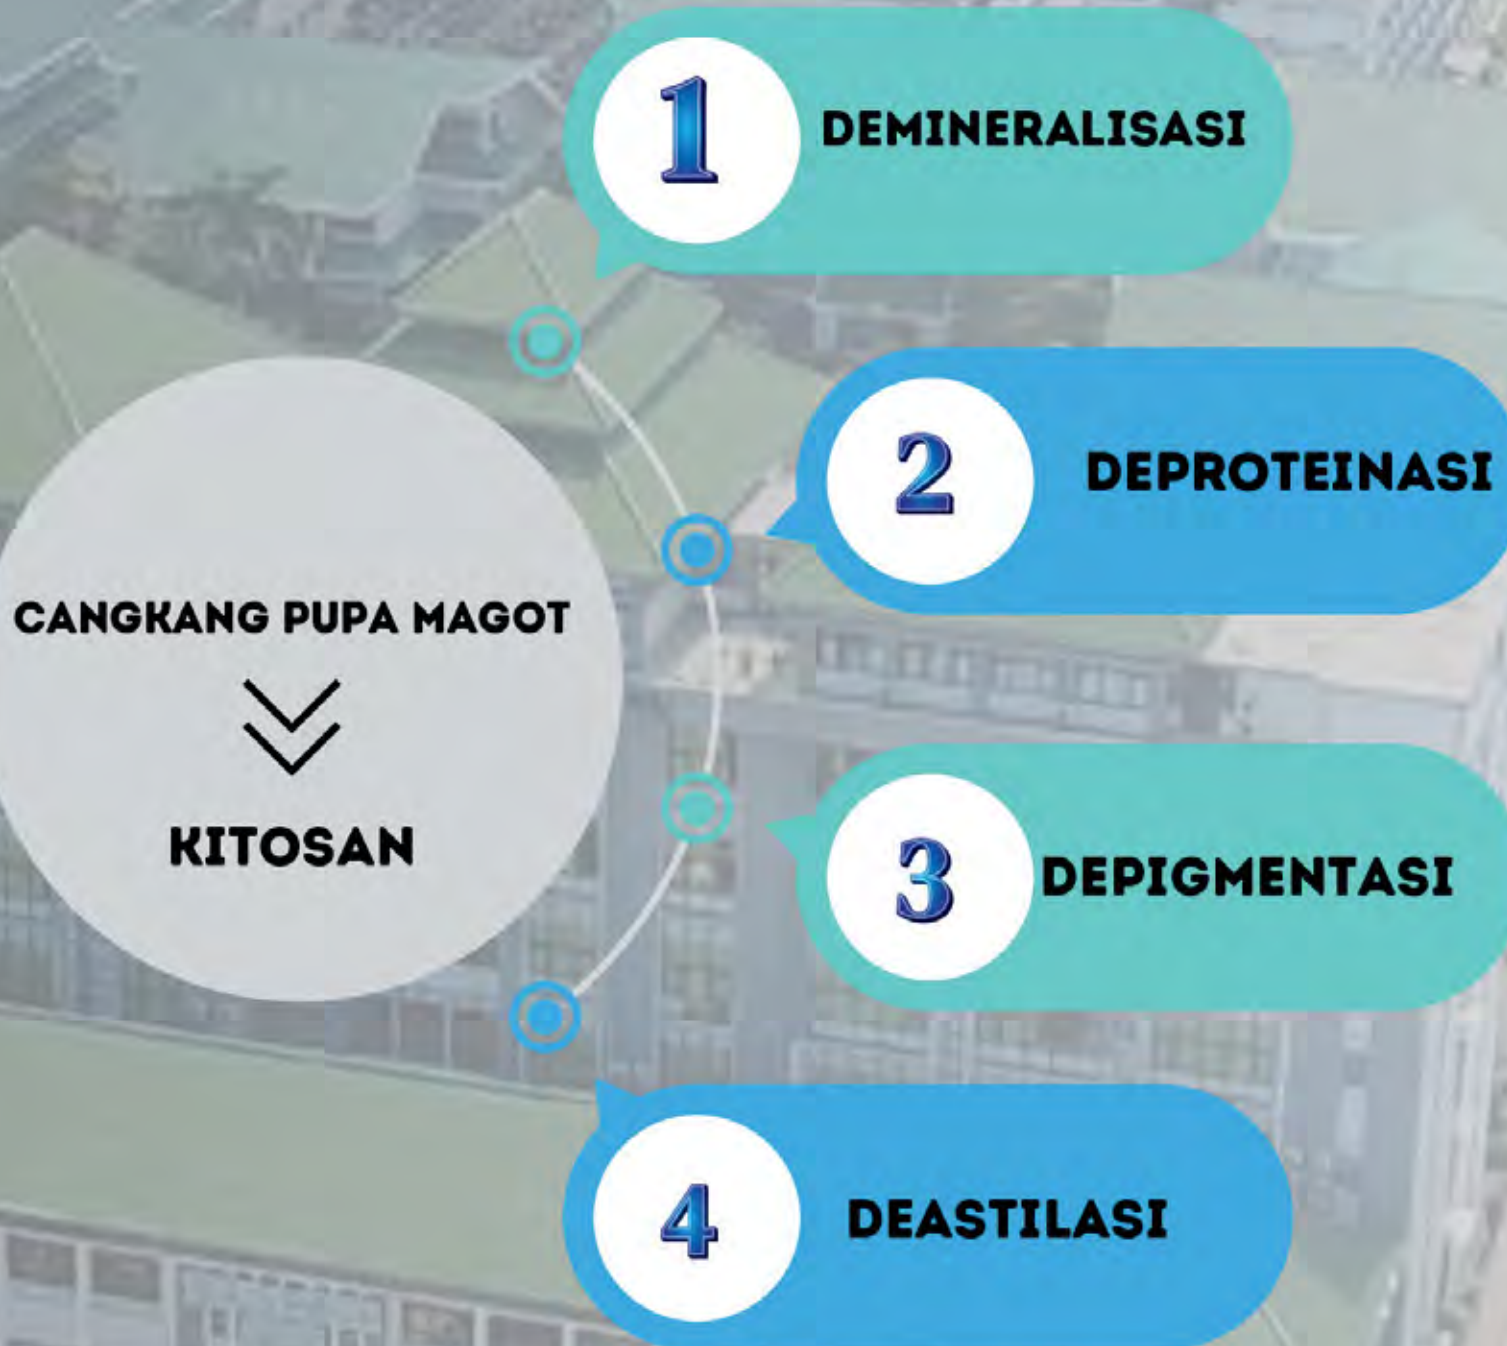 1
DEMINERALISASI
2
DEPROTEINASI
CANGKANG PUPA MAGOT
KITOSAN
3
DEPIGMENTASI
4
DEASTILASI